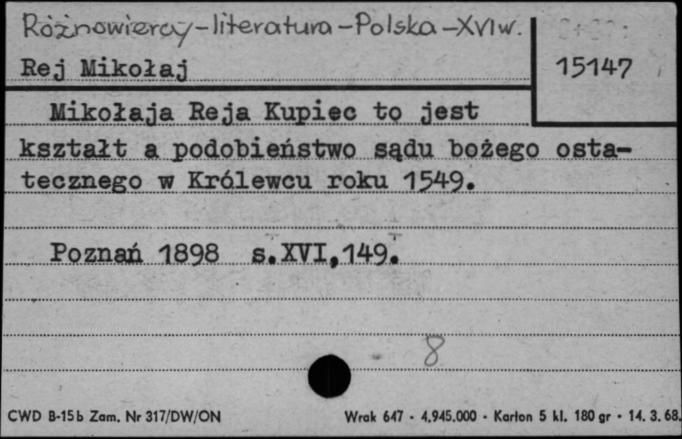 Różnowiercy-literatura-Polska-XVI w.
Rej Mikołaj
15147
Mikołaja Reja Kupiec to jest
kształt a podobieństwo sądu bożego osta-
tecznego w Królewcu roku 1549.
Poznań 1898 s.XVI,149.
8
CWD B-15b Zam. Nr 317/DW/ON
Wrak 647 - 4.945.000 - Karton 5 kl. 180 gr - 14. 3. 68.